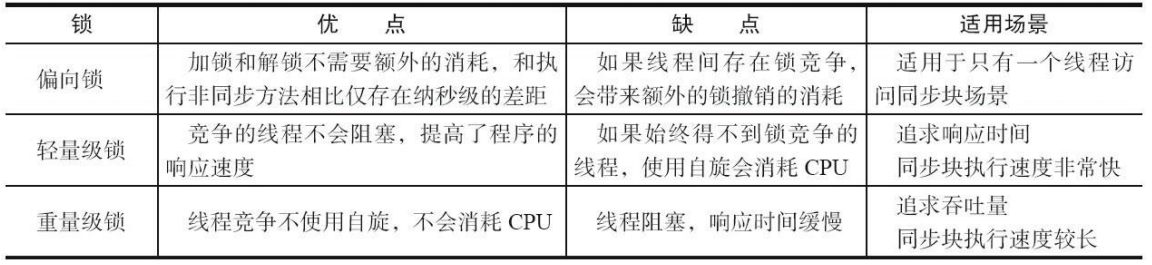 锁 优 点 缺 点 适用场景
偏向锁
加锁和解锁不需要额外的消耗，和执
行非同步方法相比仅存在纳秒级的差距
如果线程间存在锁竞争，
会带来额外的锁撤销的消耗
适用于只有一个线程访
问同步块场景
轻量级锁
竞争的线程不会阻塞，提高了程序的
响应速度
如果始终得不到锁竞争的
线程，使用自旋会消耗 CPU
追求响应时间
同步块执行速度非常快
重量级锁
线程竞争不使用自旋，不会消耗 CPU
线程阻塞，响应时间缓慢
追求吞吐量
同步块执行速度较长